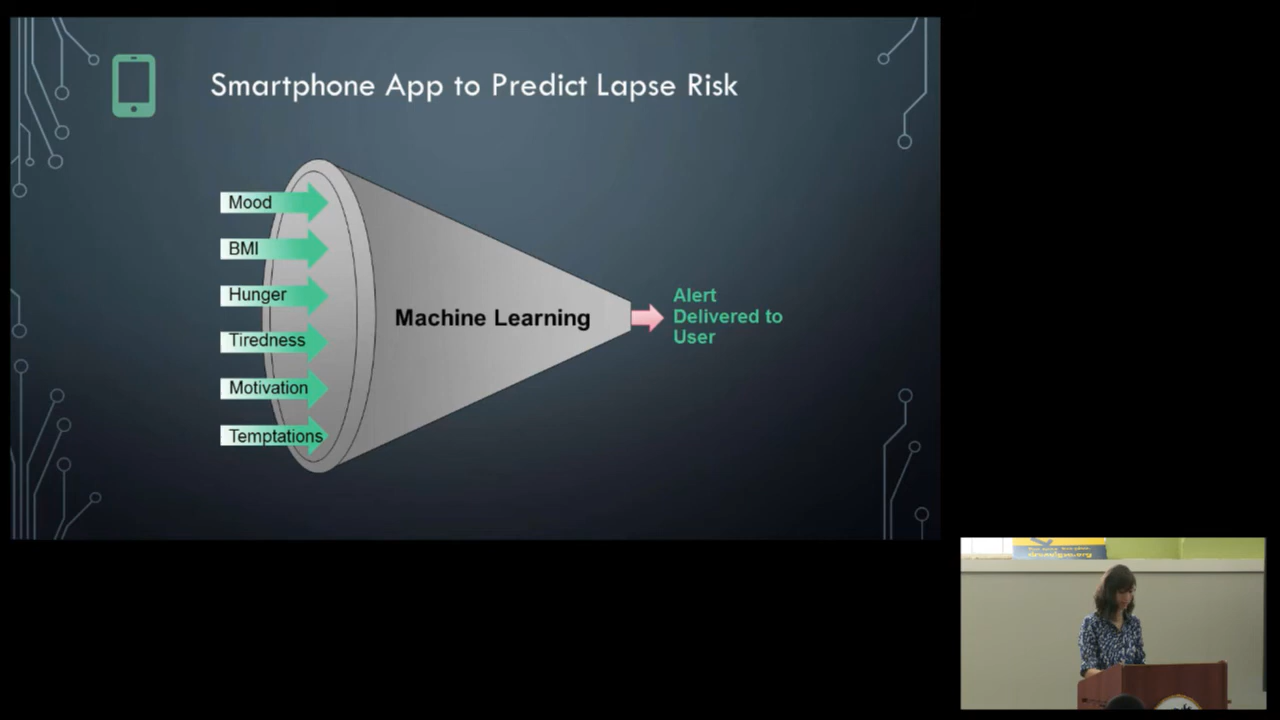 Smartphone App to Predict Lapse Risk
Mood
BMI
Hunger
Tiredness
Motivation
Temptations
Machine Learning
Alert
Delivered to
User